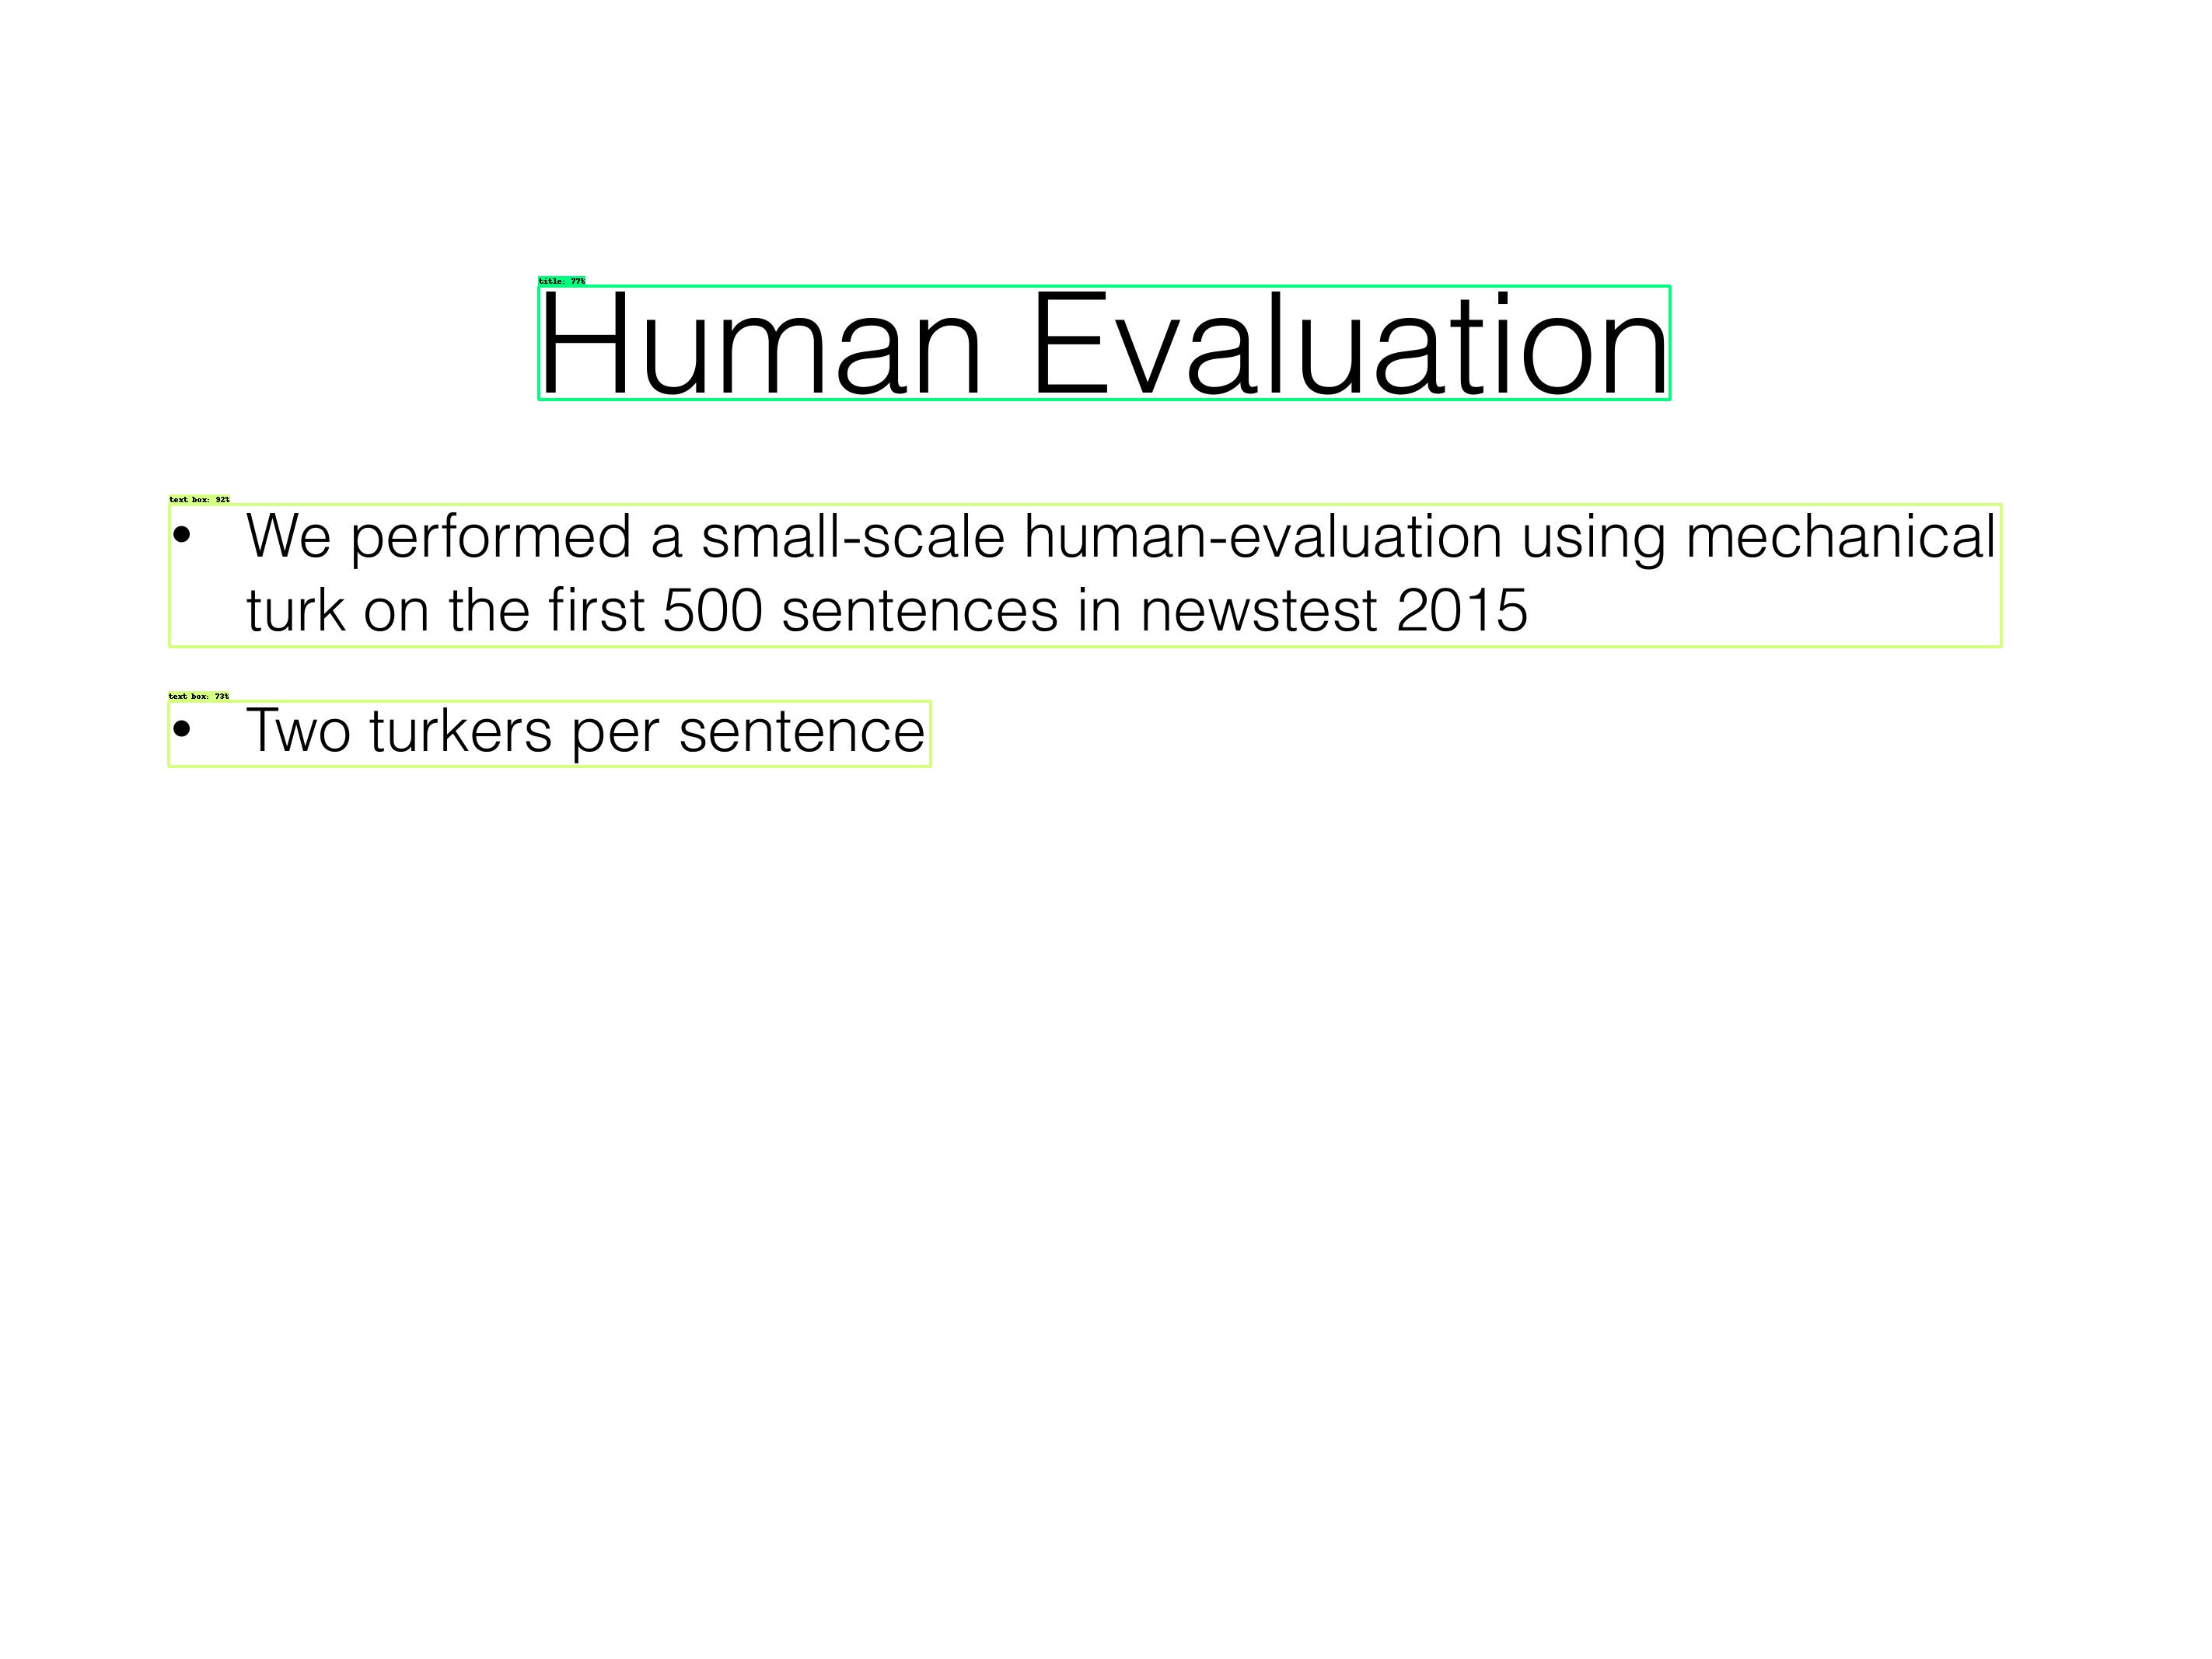 title: 77%
Human Evaluation
text box: 92%
• We performed a small-scale human-evaluation using mechanical
turk on the first 500 sentences in newstest 2015
text box: 73%
• Two turkers per sentence